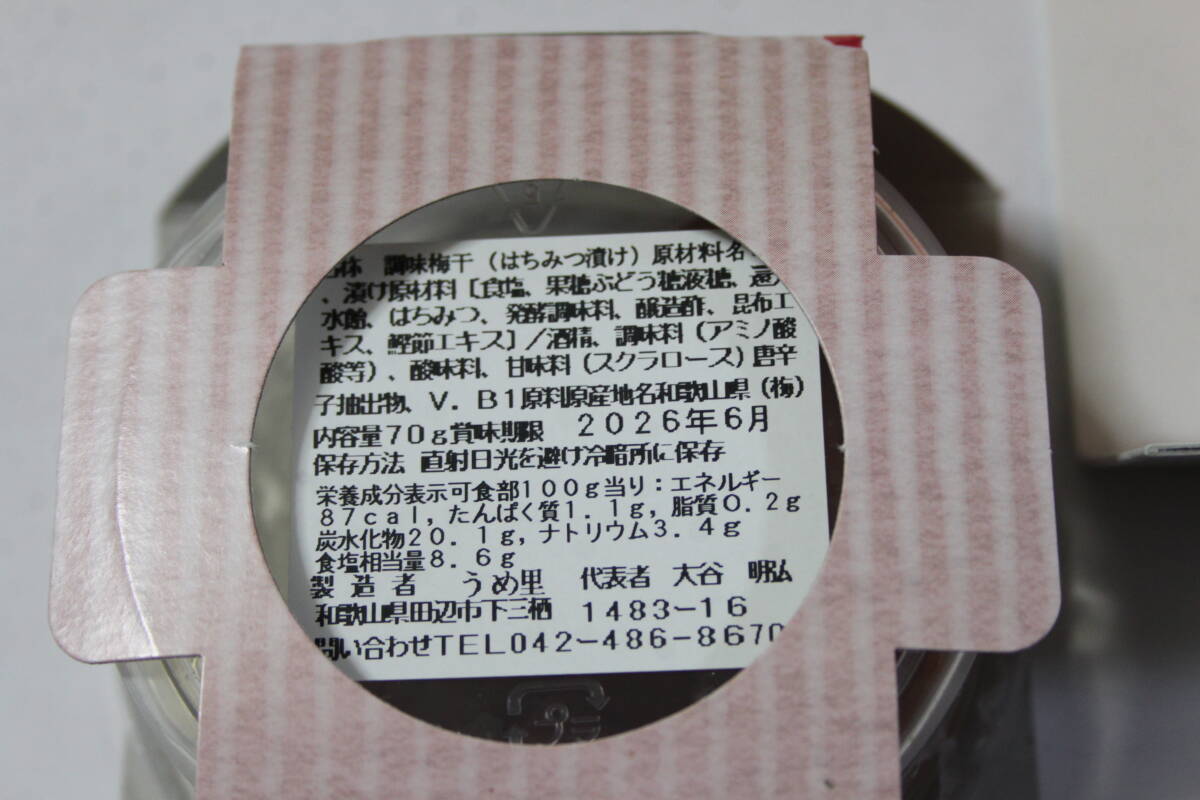 調味梅干(はちみつ漬け)原材料名
、漬け原材料[食塩、果糖ぶどう糖液糖、還
水飴、はちみつ、発酵調味料、醸造酢、昆布エ
キス、鰹節エキス]/酒精、調味料(アミノ酸
酸等)、酸味料、甘味料(スクラロース)唐辛
子抽出物、V.B1原料原産地名和歌山県(梅)
内容量70g賞味期限 2026年6月
保存方法 直射日光を避け冷暗所に保存
栄養成分表示可食部100g当り:エネルギー
87cal,たんぱく質1.1g,脂質0.2g
炭水化物20.1g,ナトリウム3.4g
食塩相当量8.6g
製造者 うめ里 代表者 大谷 明弘
和歌山県田辺市下三栖 1483-16
問い合わせTEL042-486-8670